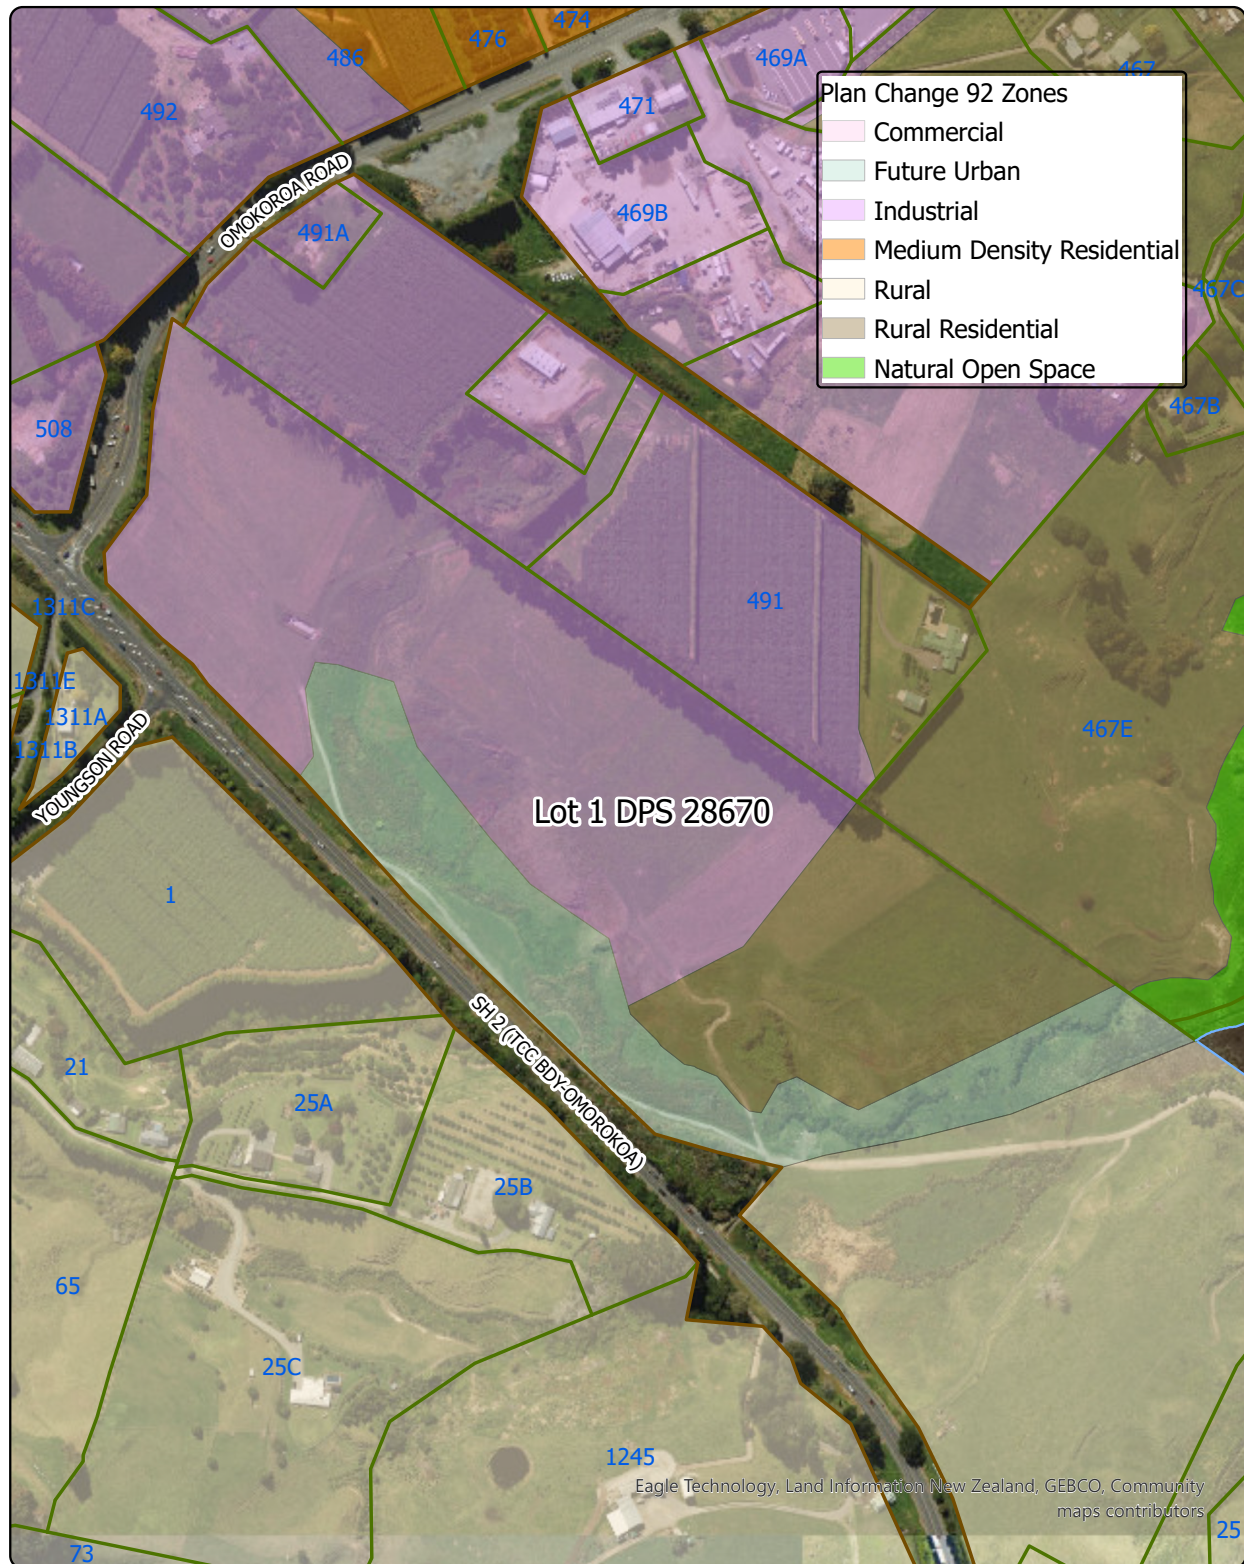 474
476
486
469A
467
492
471
Plan Change 92 Zones
Commercial
Future Urban
Industrial
Medium Density Residential
Rural
Rural Residential
Natural Open Space
OMOKOROA ROAD
491A
469B
467C
467B
508
491
1311C
1311E
1311A
1311B
YOUNGSON ROAD
467E
Lot 1 DPS 28670
1
SH 2 (TCC BDY-OMOROKOA)
21
25A
25B
65
25C
1245
Eagle Technology, Land Information New Zealand, GEBCO, Community
maps contributors
25
73